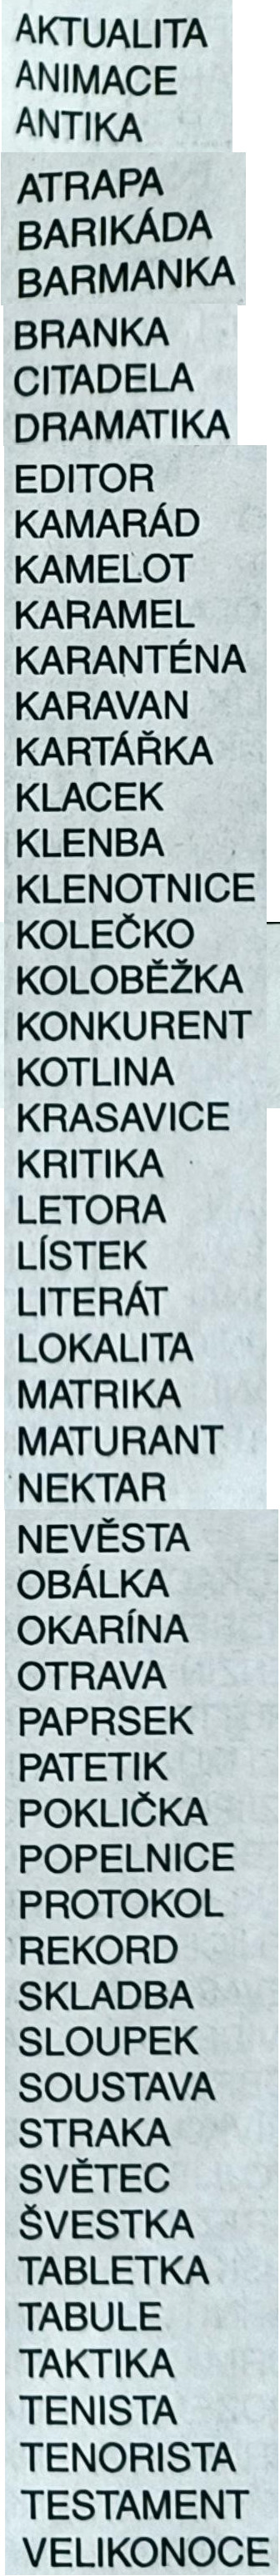 AKTUALITA
ANIMACE
ANTIKA
ATRAPA
BARIKÁDA
BARMANKA
BRANKA
CITADELA
DRAMATIKA
EDITOR
KAMARÁD
KAMELOT
KARAMEL
KARANTÉNA
KARAVAN
KARTÁŘKA
KLACEK
KLENBA
KLENOTNICE
KOLEČKO
KOLOBĚŽKA
KONKURENT
KOTLINA
KRASAVICE
KRITIKA
LETORA
LÍSTEK
LITERÁT
LOKALITA
MATRIKA
MATURANT
NEKTAR
NEVĚSTA
OBÁLKA
OKARÍNA
OTRAVA
PAPRSEK
PATETIK
POKLIČKA
POPELNICE
PROTOKOL
REKORD
SKLADBA
SLOUPEK
SOUSTAVA
STRAKA
SVĚTEC
ŠVESTKA
TABLETKA
TABULE
TAKTIKA
TENISTA
TENORISTA
TESTAMENT
VELIKONOCE